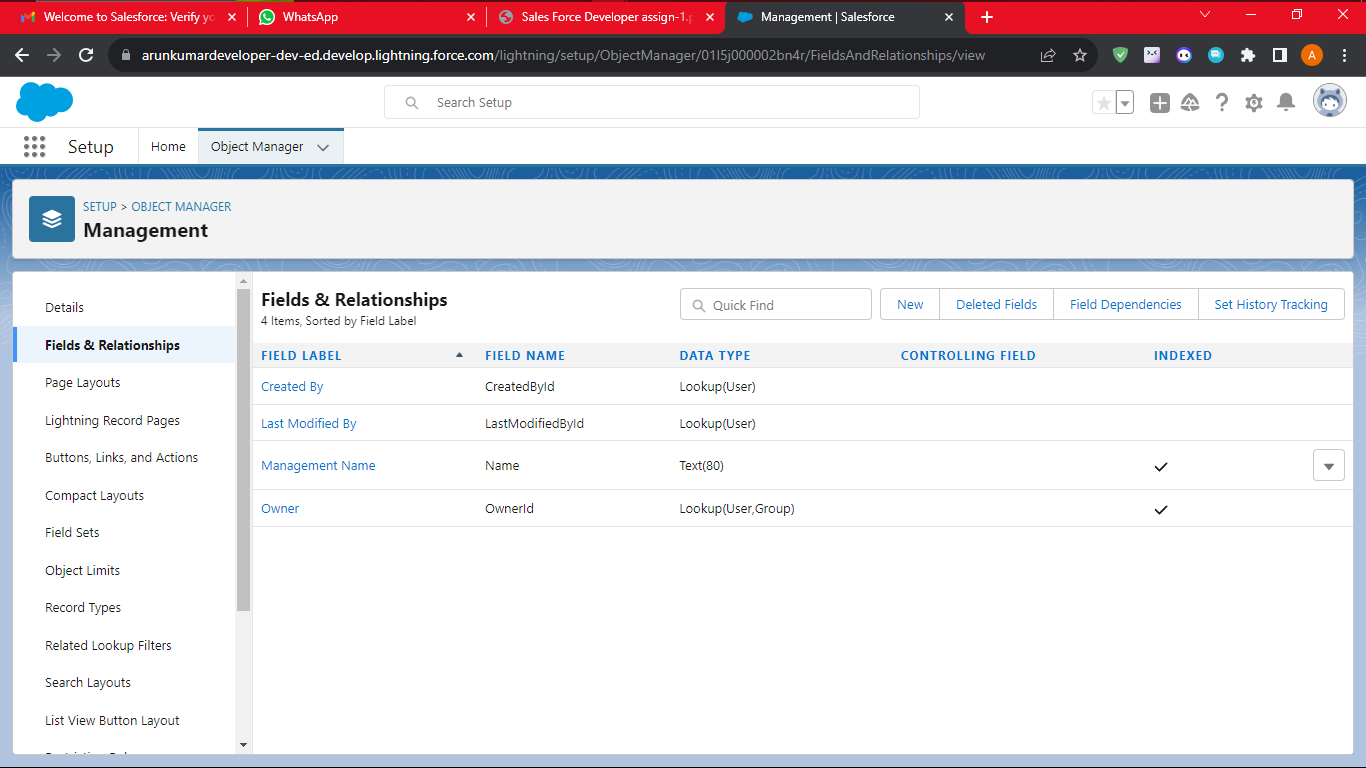 Welcome to Salesforce: Verify yo
WhatsApp
Sales Force Developer assign-1.p
Management | Salesforce
arunkumardeveloper-dev-ed.develop.lightning.force.com/lightning/setup/ObjectManager/01I5j000002bn4r/FieldsAndRelationships/view
A
Search Setup
Setup
Home
Object Manager
SETUP > OBJECT MANAGER
Management
Details
Fields & Relationships
Page Layouts
Lightning Record Pages
Buttons, Links, and Actions
Compact Layouts
Field Sets
Object Limits
Record Types
Related Lookup Filters
Search Layouts
List View Button Layout
Fields & Relationships
4 Items, Sorted by Field Label
Quick Find
New
Deleted Fields
Field Dependencies
Set History Tracking
FIELD LABEL FIELD NAME DATA TYPE CONTROLLING FIELD INDEXED
Created By CreatedById Lookup(User)
Last Modified By LastModifiedById Lookup(User)
Management Name Name Text(80)
Owner OwnerId Lookup(User,Group)